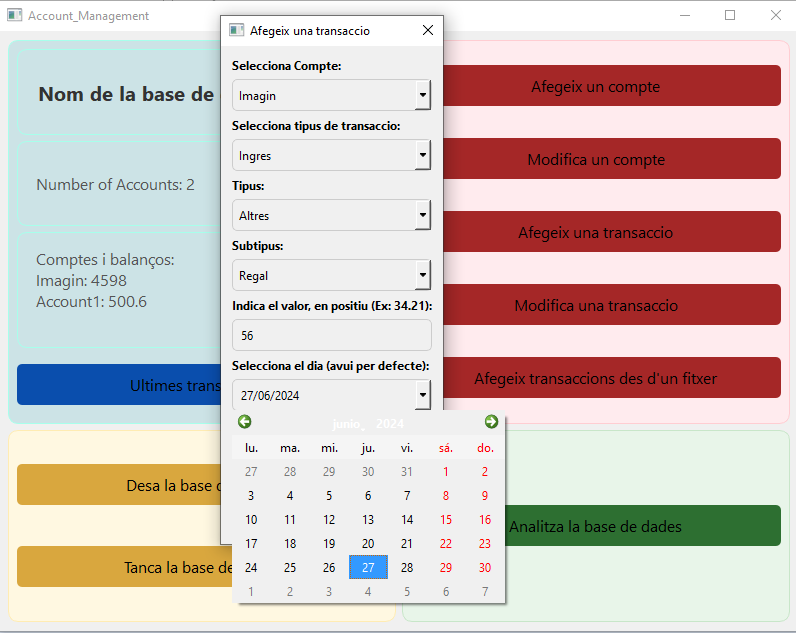 Account_Management
Afegeix una transaccio
Nom de la base de
Number of Accounts: 2
Comptes i balanços:
Imagin: 4598
Account1: 500.6
Ultimes trans
Selecciona Compte:
Imagin
Selecciona tipus de transaccio:
Ingres
Tipus:
Altres
Subtipus:
Regal
Indica el valor, en positiu (Ex: 34.21):
56
Selecciona el dia (avui per defecte):
27/06/2024
junio 2024
lu. ma. mi. ju. vi. sá. do.
27 28 29 30 31 1 2
3 4 5 6 7 8 9
10 11 12 13 14 15 16
17 18 19 20 21 22 23
24 25 26 27 28 29 30
1 2 3 4 5 6 7
Afegeix un compte
Modifica un compte
Afegeix una transaccio
Modifica una transaccio
Afegeix transaccions des d'un fitxer
Desa la base d
Tanca la base de
Analitza la base de dades